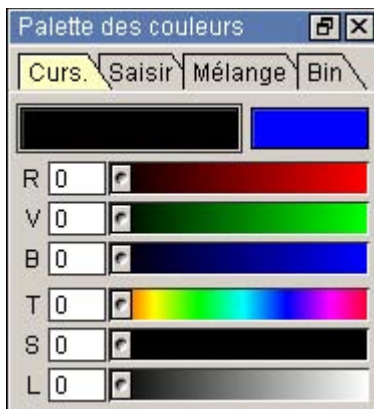 Palette des couleurs
Curs. Saisir Mélange Bin
R 0
V 0
B 0
T 0
S 0
L 0